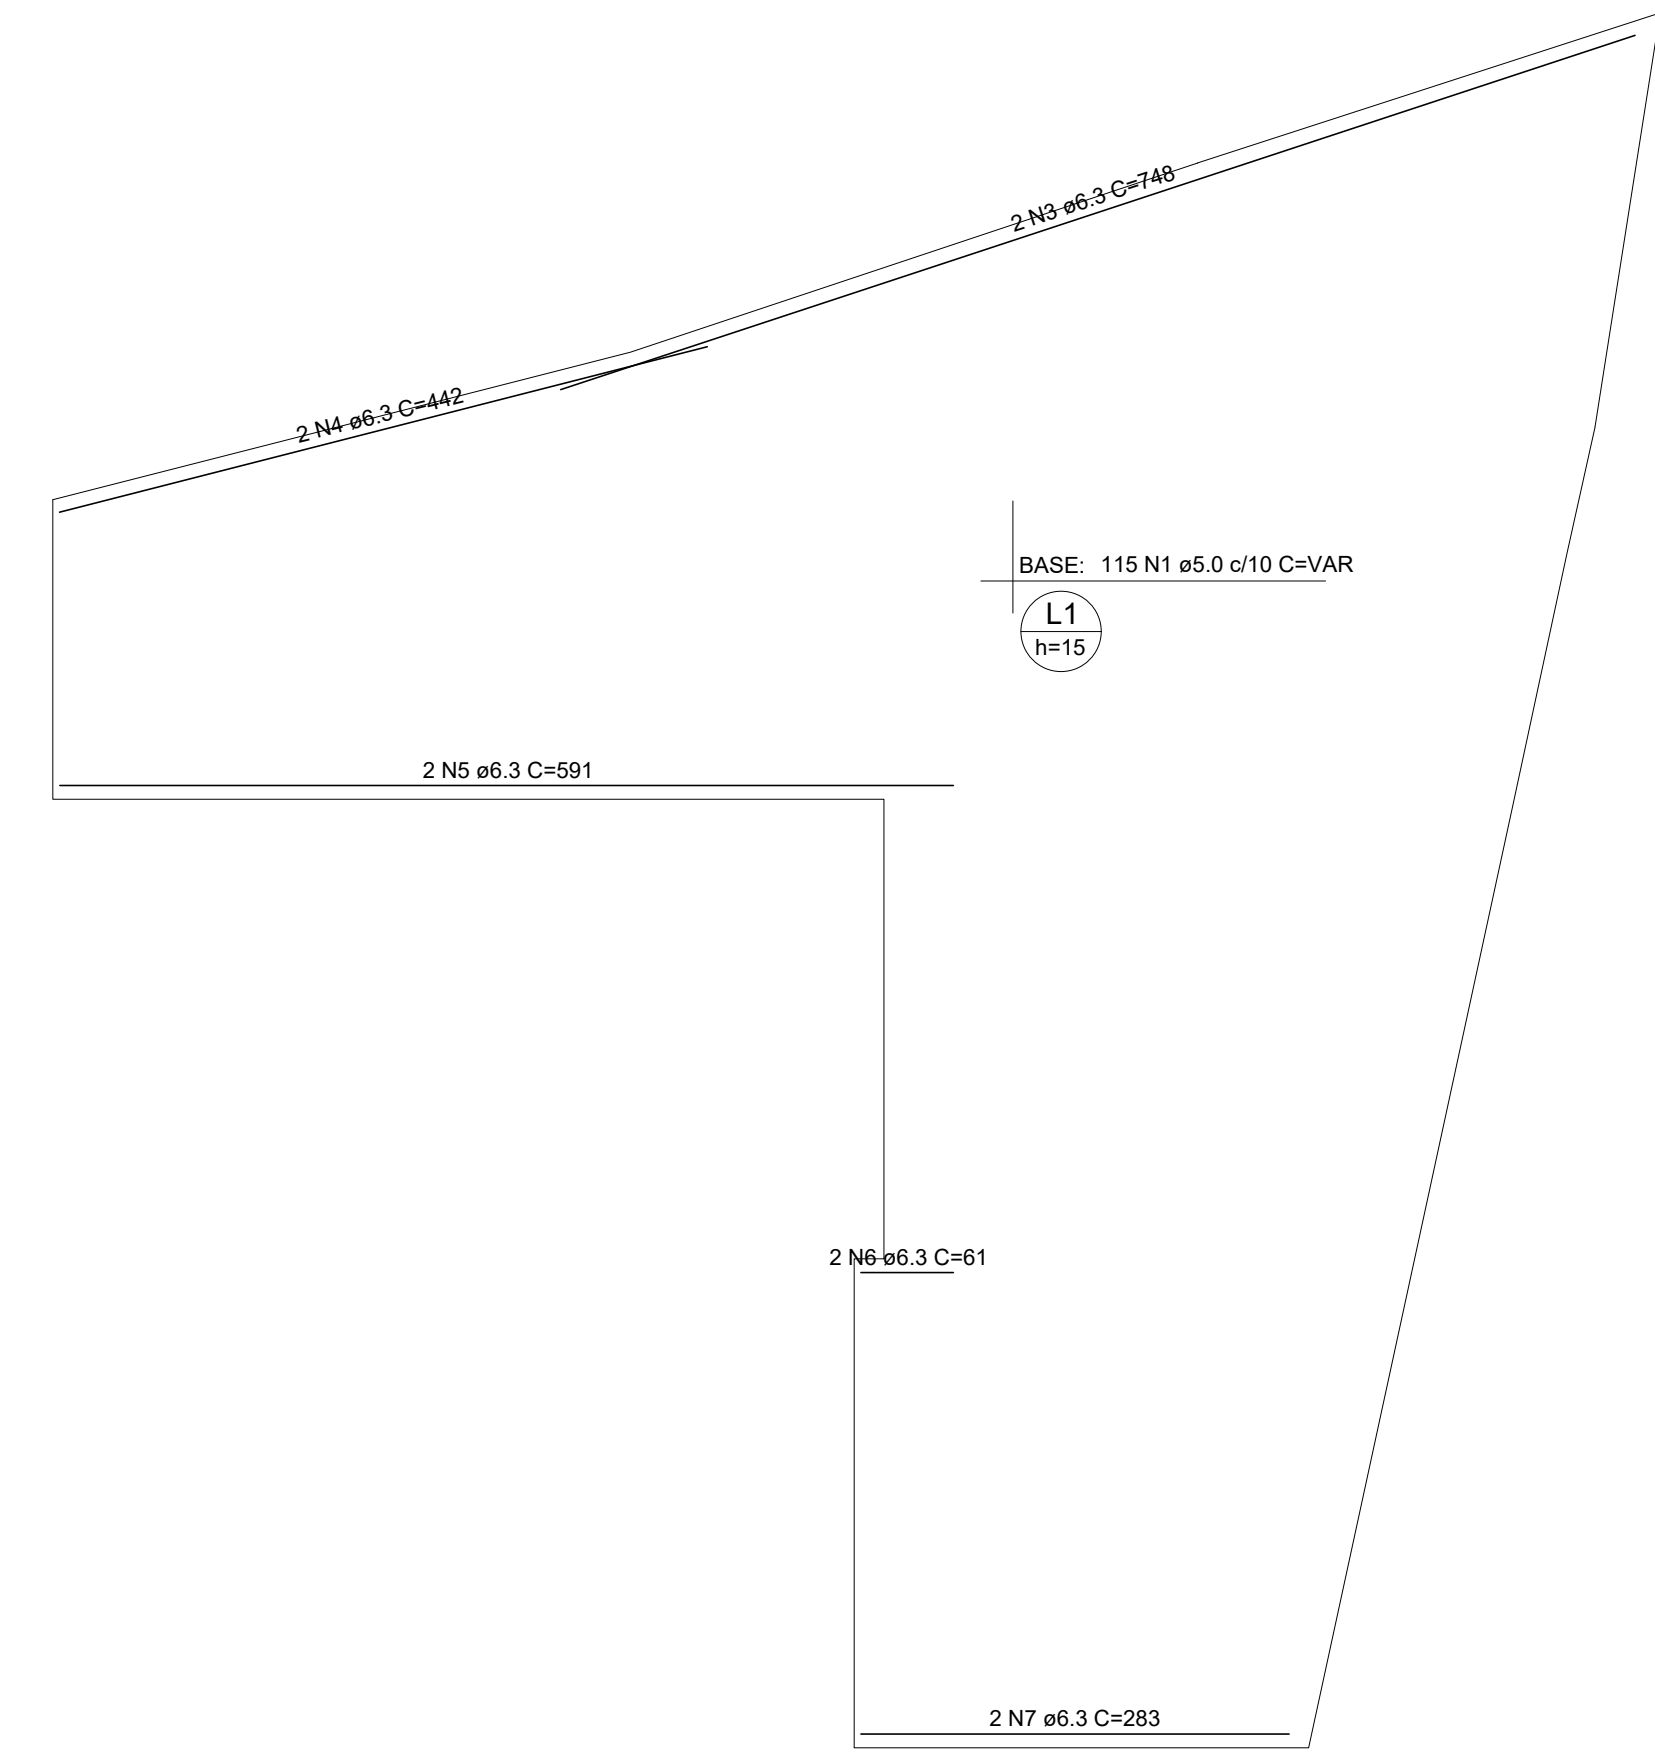 2 N3 ø6.3 C=748
2 N4 ø6.3 C=442
BASE: 115 N1 ø5.0 c/10 C=VAR
L1
h=15
2 N5 ø6.3 C=591
2 N6 ø6.3 C=61
2 N7 ø6.3 C=283